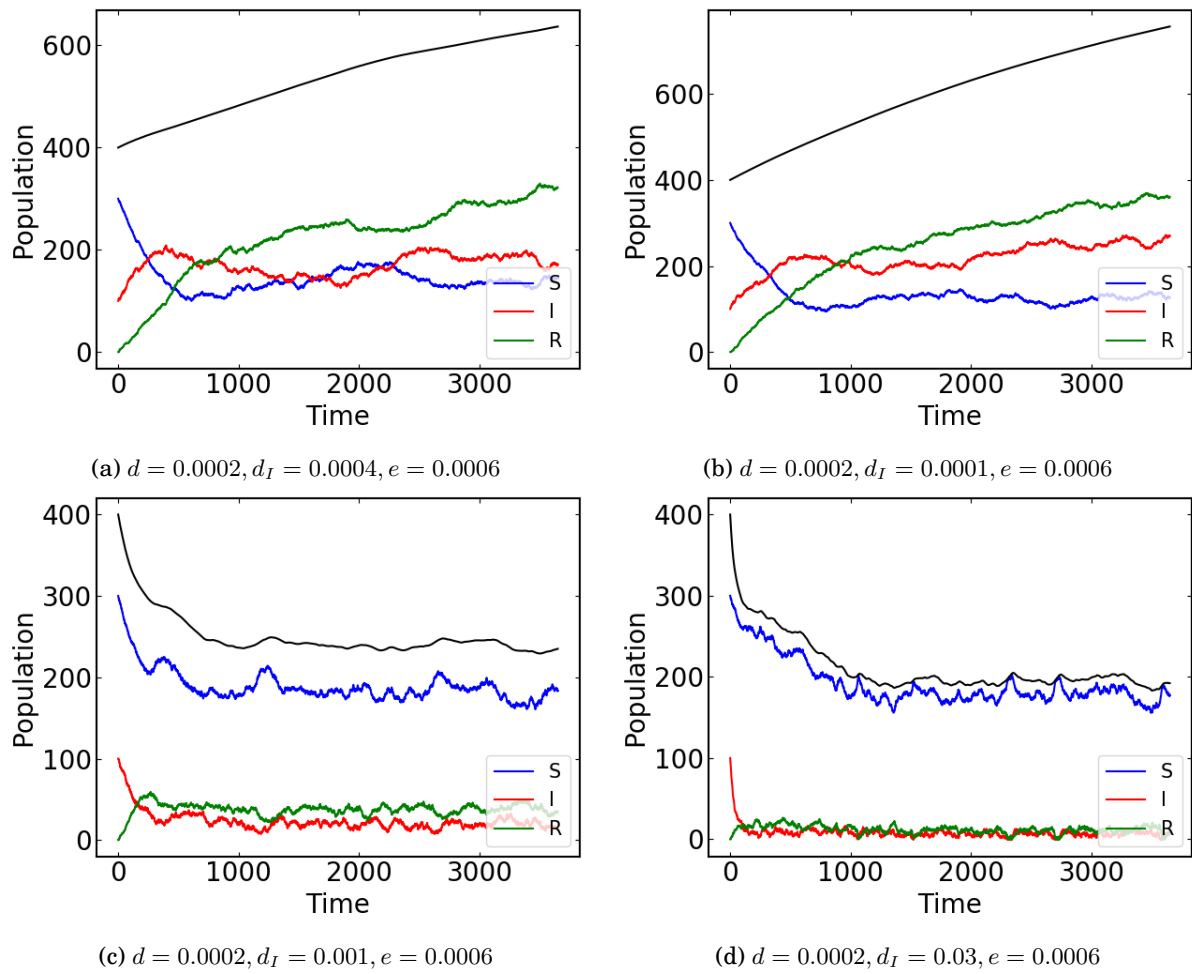 600
400
200
0
Population
0 1000 2000 3000
Time
S
I
R
(a) d = 0.0002, d_I = 0.0004, e = 0.0006
600
400
200
0
Population
0 1000 2000 3000
Time
S
I
R
(b) d = 0.0002, d_I = 0.0001, e = 0.0006
400
300
200
100
0
Population
0 1000 2000 3000
Time
S
I
R
(c) d = 0.0002, d_I = 0.001, e = 0.0006
400
300
200
100
0
Population
0 1000 2000 3000
Time
S
I
R
(d) d = 0.0002, d_I = 0.03, e = 0.0006